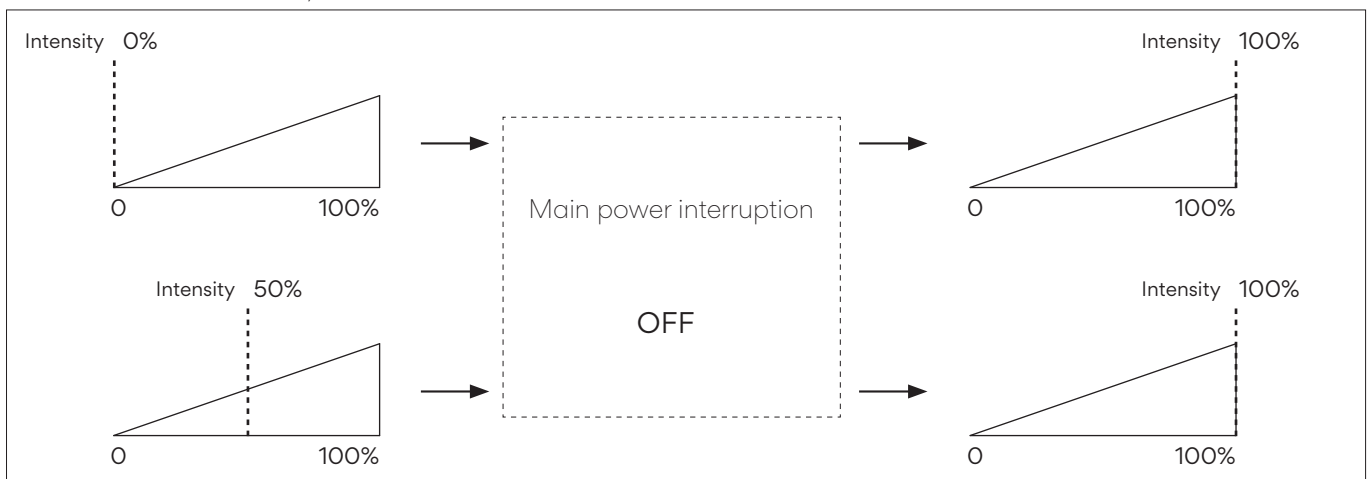 Intensity 0%
Intensity 100%
0 100%
Main power interruption
0 100%
Intensity 50%
Intensity 100%
OFF
0 100%
0 100%